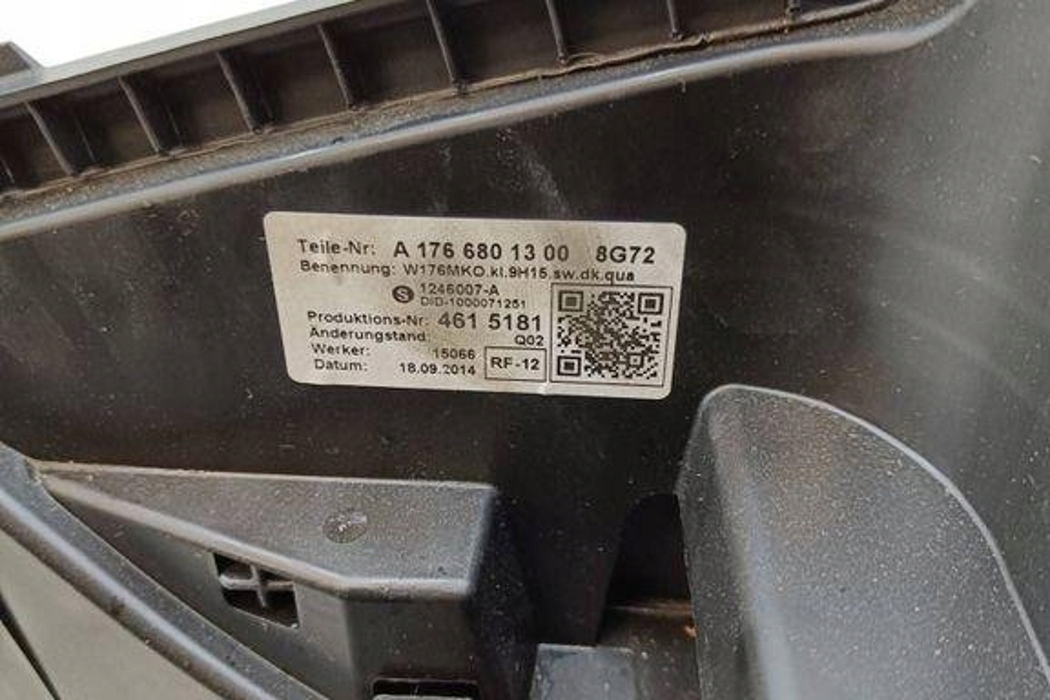 Teile-Nr: A 176 680 13 00 8G72
Benennung: W176MKO.kl.9H15.sw.dk.qua
S 1246007-A
DID-1000071251
Produktions-Nr: 461 5181
Änderungstand: Q02
Werker: 15066 RF-12
Datum: 18.09.2014